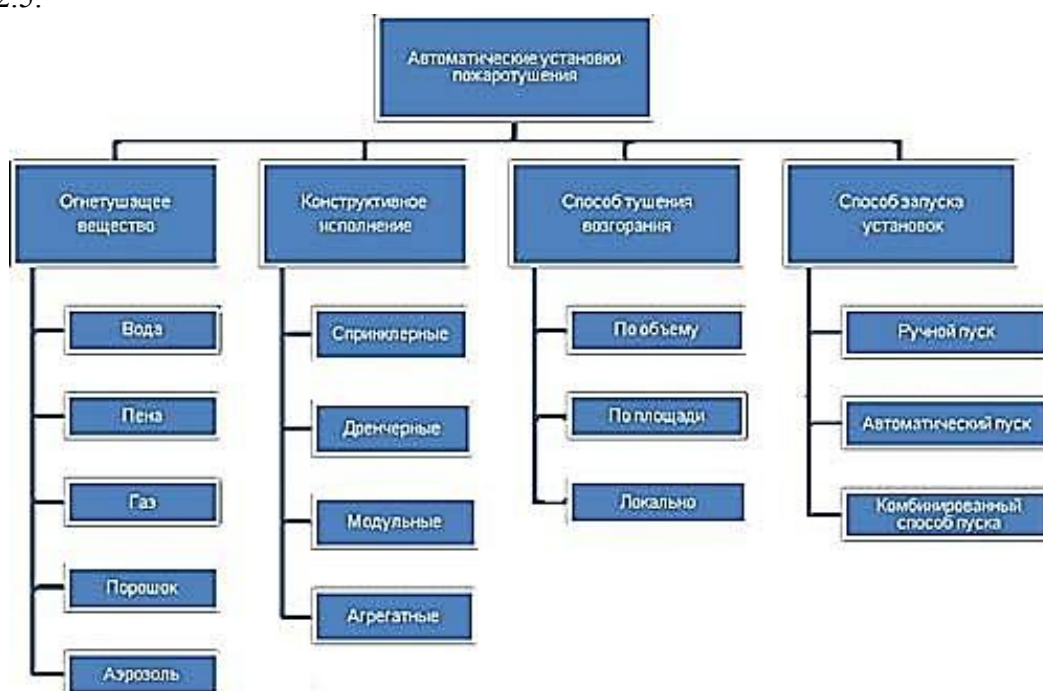 2.3.
Автоматические установки
пожаротушения
Огнетушащее
вещество
Конструктивное
исполнение
Способ тушения
возгорания
Способ запуска
установок
Вода
Пена
Газ
Порошок
Аэрозоль
Спринклерные
Дренчерные
Модульные
Агрегатные
По объему
По площади
Локально
Ручной пуск
Автоматический пуск
Комбинированный
способ пуска